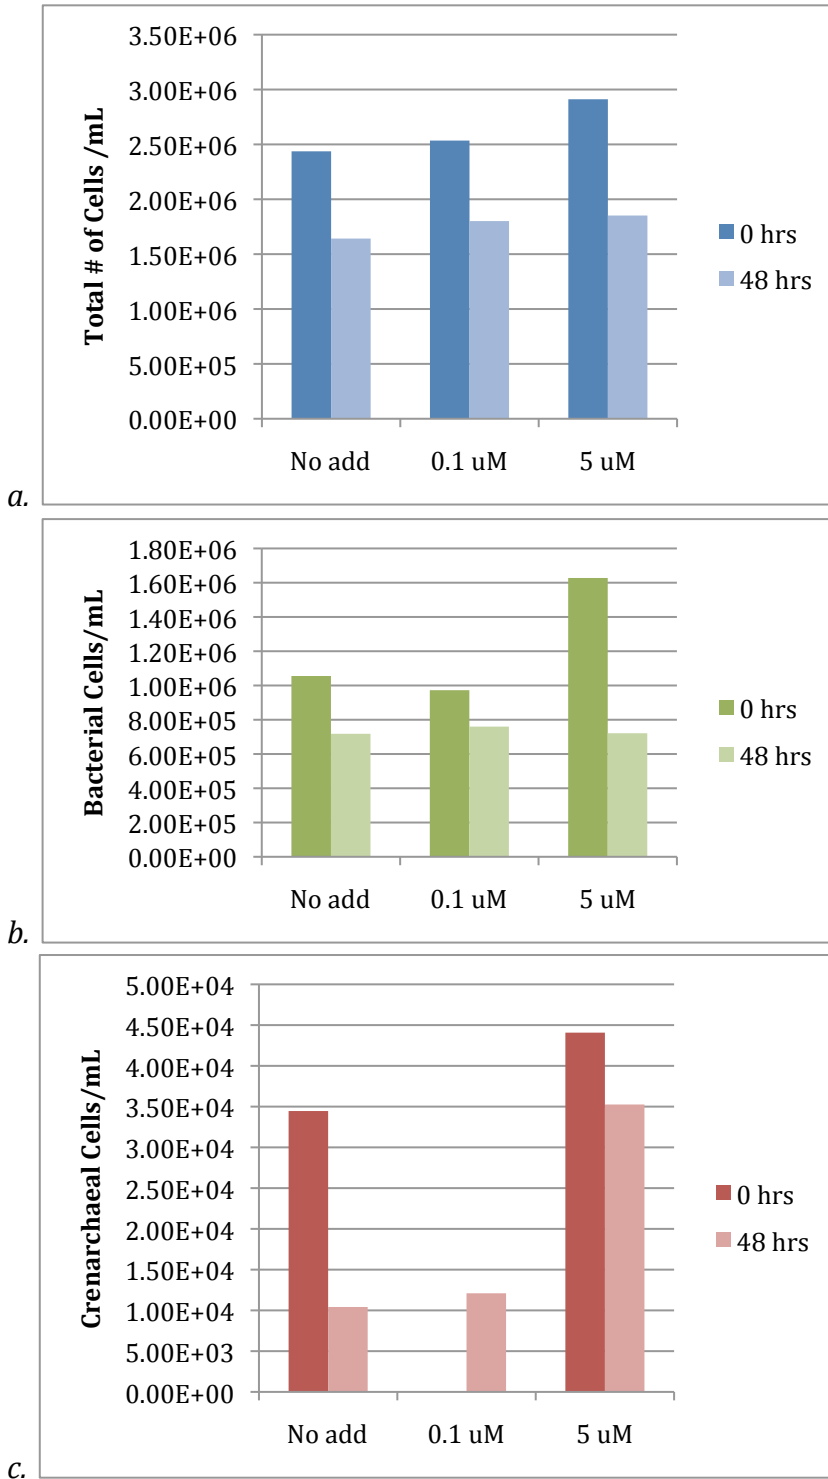 3.50E+06
3.00E+06
2.50E+06
2.00E+06
1.50E+06
1.00E+06
5.00E+05
0.00E+00
Total # of Cells /mL
No add 0.1 uM 5 uM
0 hrs
48 hrs
a.
1.80E+06
1.60E+06
1.40E+06
1.20E+06
1.00E+06
8.00E+05
6.00E+05
4.00E+05
2.00E+05
0.00E+00
Bacterial Cells/mL
No add 0.1 uM 5 uM
0 hrs
48 hrs
b.
5.00E+04
4.50E+04
4.00E+04
3.50E+04
3.00E+04
2.50E+04
2.00E+04
1.50E+04
1.00E+04
5.00E+03
0.00E+00
Crenarchaeal Cells/mL
No add 0.1 uM 5 uM
0 hrs
48 hrs
c.